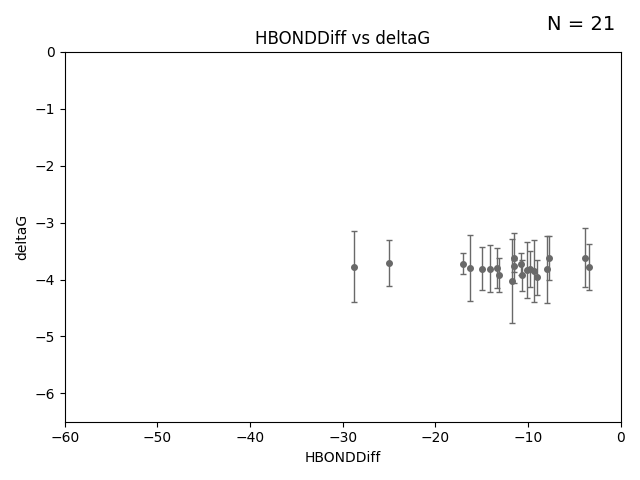 N = 21
HBONDDiff vs deltaG
0
−1
−2
−3
−4
−5
−6
deltaG
−60 −50 −40 −30 −20 −10 0
HBONDDiff